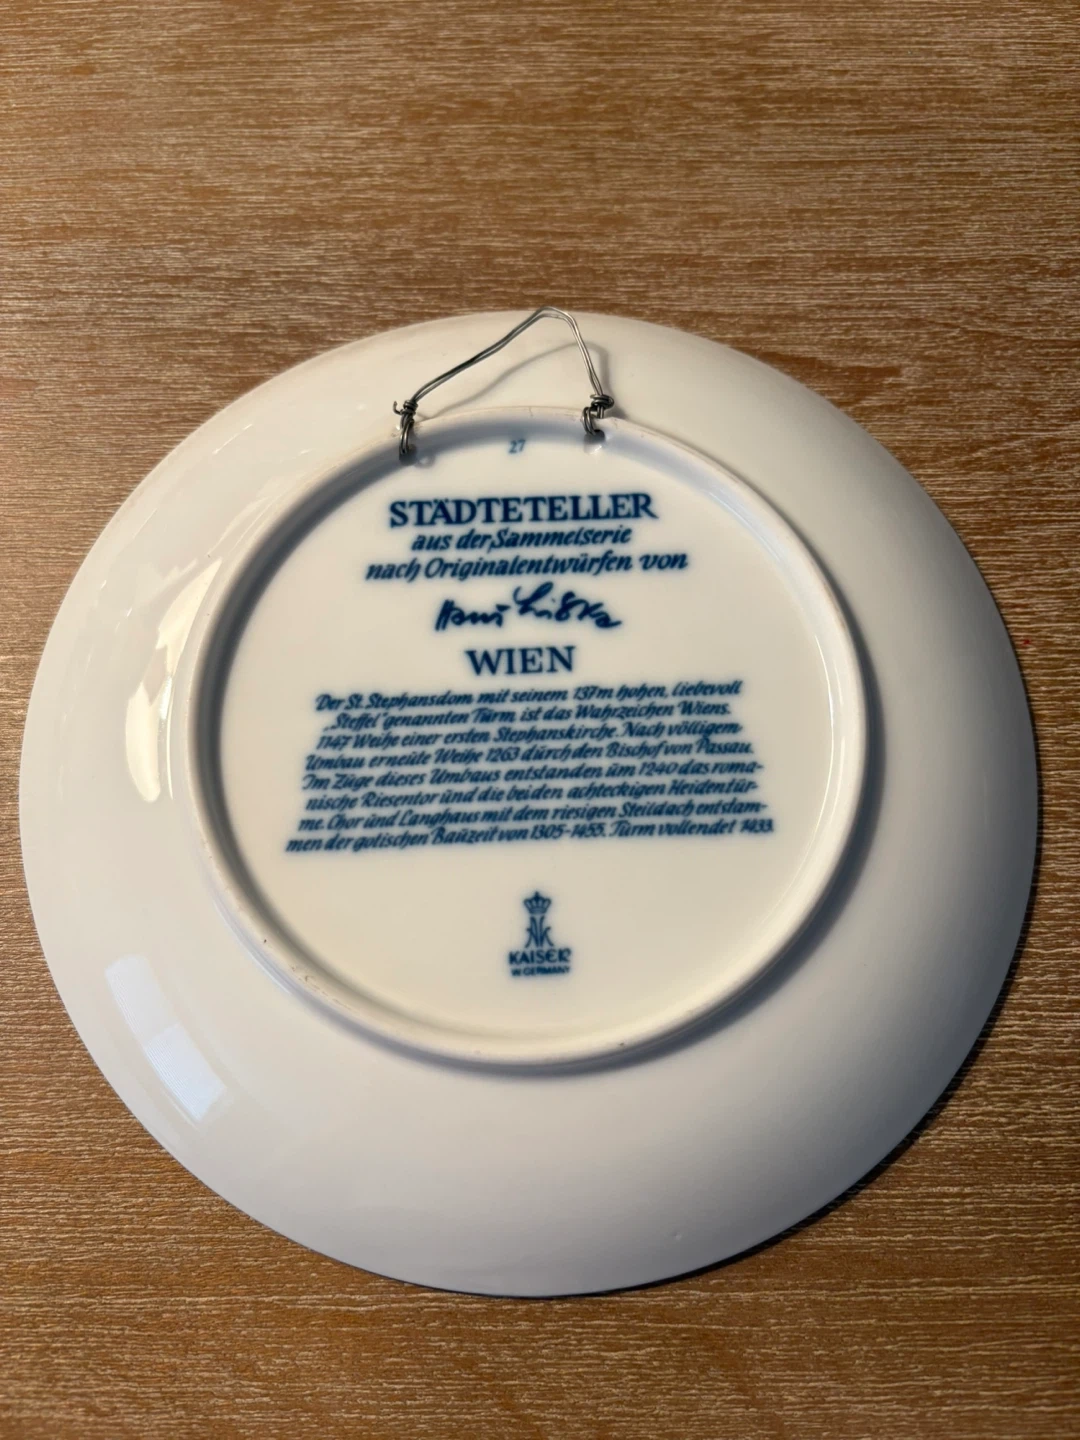 27
STÄDTETELLER
aus der Sammelserie
nach Originalentwürfen von
Hans Liska
WIEN
Der St. Stephansdom mit seinem 137m hohen, liebevoll
„Steffel" genannten Turm, ist das Wahrzeichen Wiens.
1147 Weihe einer ersten Stephanskirche. Nach völligem
Umbau erneute Weihe 1263 durch den Bischof von Passau.
Im Zuge dieses Umbaus entstanden um 1240 das roma-
nische Riesentor und die beiden achteckigen Heidentür-
me. Chor und Langhaus mit dem riesigen Steildach entstam-
men der gotischen Bauzeit von 1305-1455. Turm vollendet 1433.
KAISER
W. GERMANY